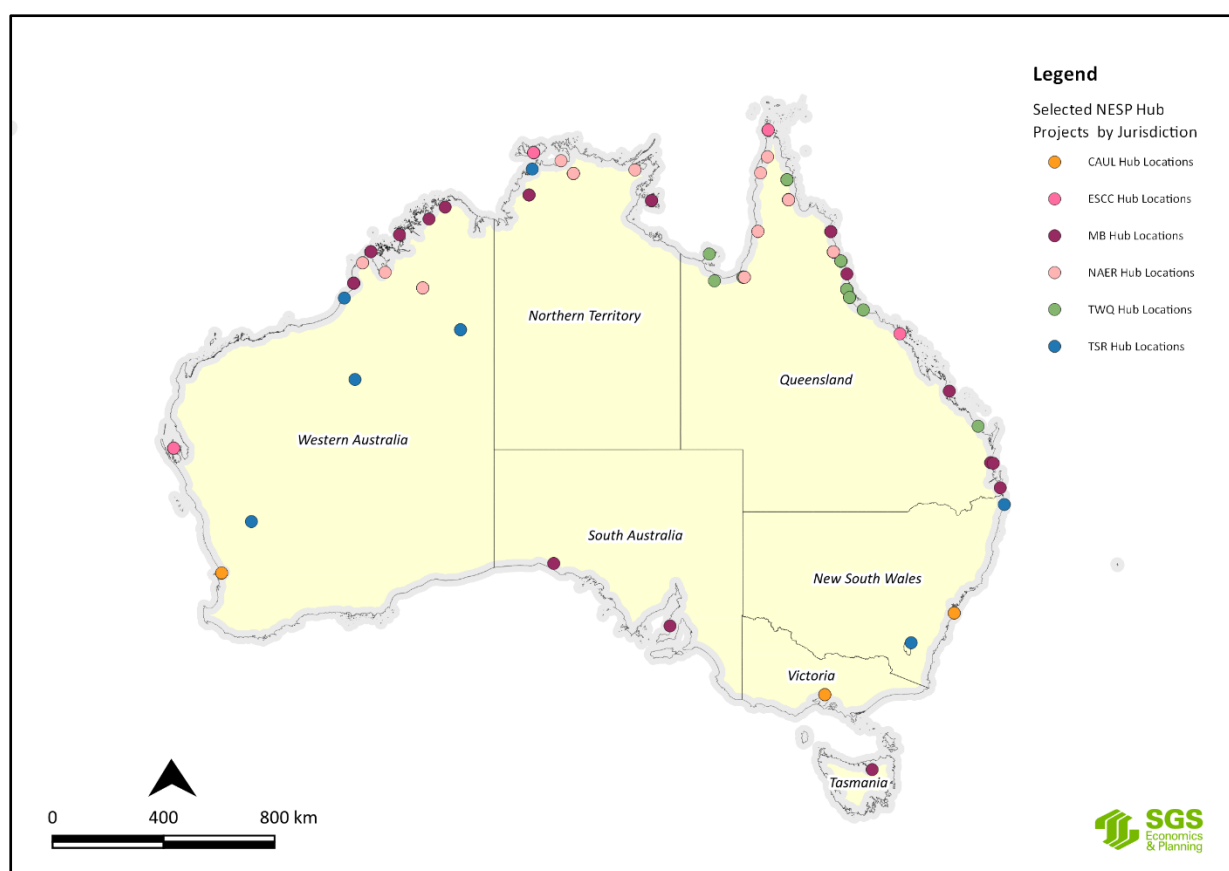 Legend
Selected NESP Hub
Projects by Jurisdiction
CAUL Hub Locations
ESCC Hub Locations
MB Hub Locations
NAER Hub Locations
TWQ Hub Locations
TSR Hub Locations
Northern Territory
Queensland
Western Australia
South Australia
New South Wales
Victoria
Tasmania
0 400 800 km
SGS
Economics
& Planning